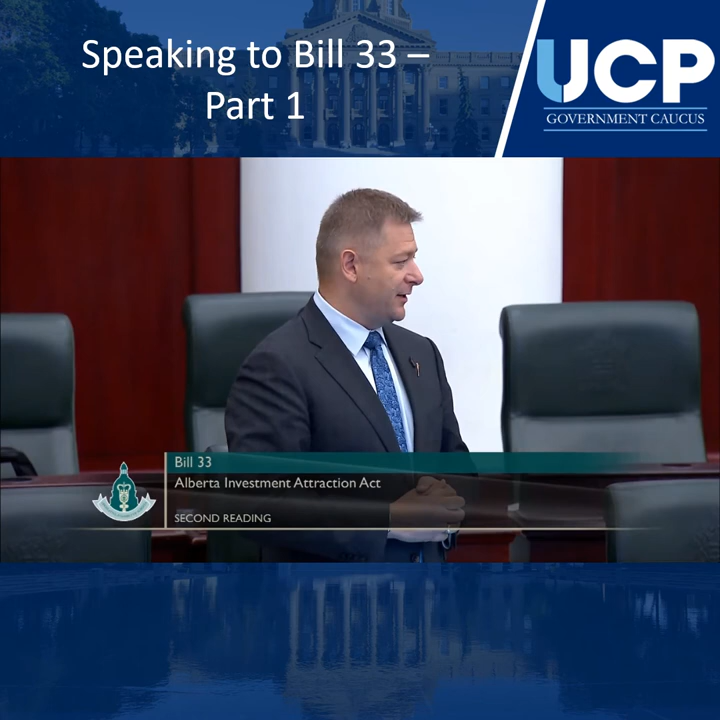 Speaking to Bill 33 –
Part 1
UCP
GOVERNMENT CAUCUS
Bill 33
Alberta Investment Attraction Act
SECOND READING